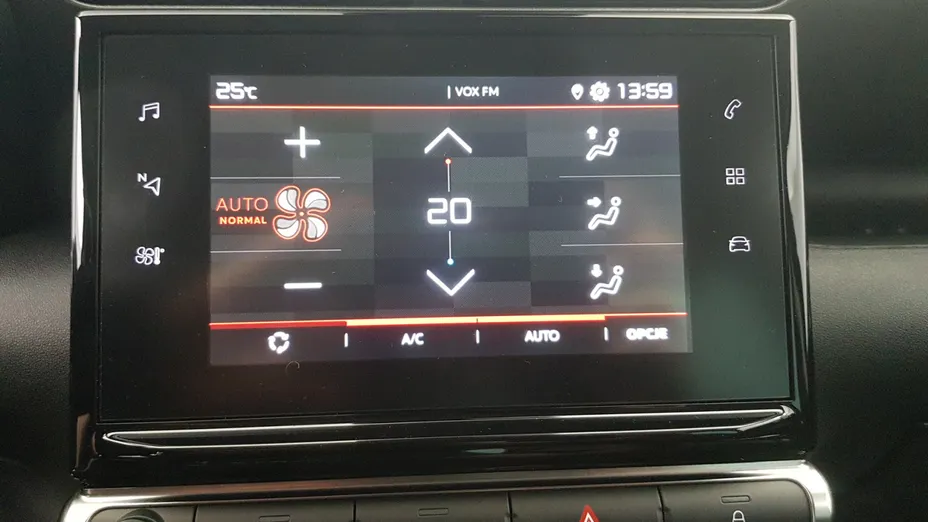 25°C
VOX FM
13:59
N
AUTO
NORMAL
20
A/C
AUTO
OPCJE